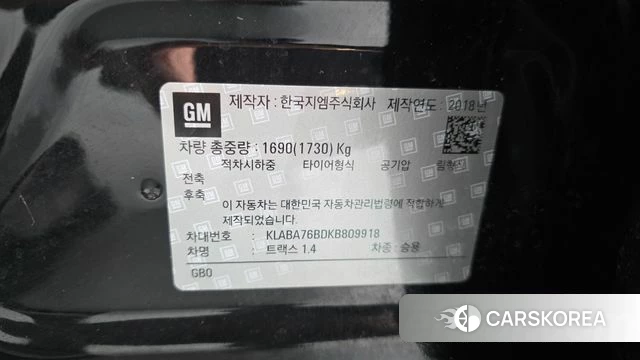 GM 제작자 : 한국지엠주식회사 제작연도 : 2018년
차량 총중량 : 1690(1730) Kg
적차시하중 타이어형식 공기압 림형식
전축
후축
이 자동차는 대한민국 자동차관리법령에 적합하게
제작되었습니다.
차대번호 : KLABA76BDKB809918
차명 : 트랙스 1.4 차종 : 승용
GB0
CARSKOREA